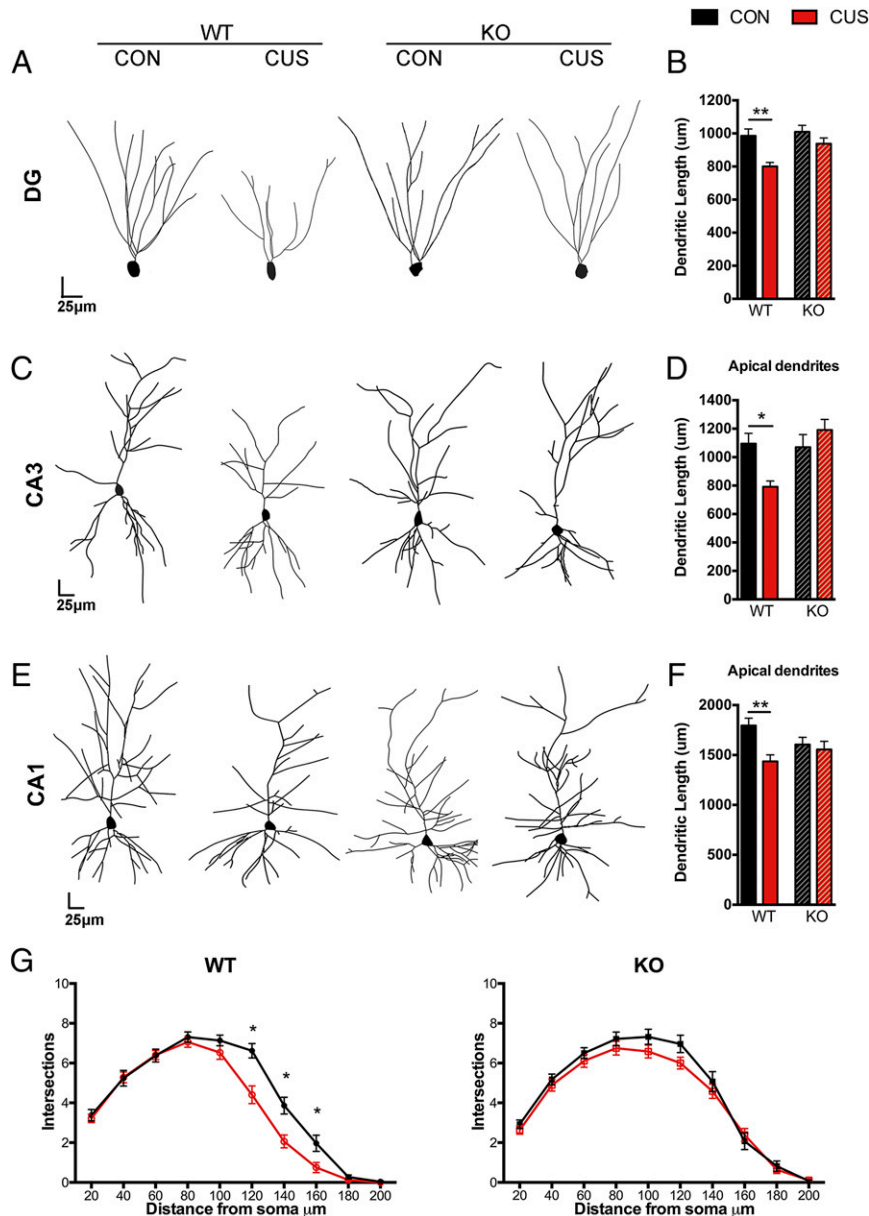 CON CUS
WT KO
A CON CUS CON CUS B
DG
25µm
Dendritic Length (um)
1200
1000
800
600
400
200
0
**
WT KO
C D
Apical dendrites
CA3
25µm
Dendritic Length (um)
1400
1200
1000
800
600
400
200
0
*
WT KO
E F
Apical dendrites
CA1
25µm
Dendritic Length (um)
2000
1500
1000
500
0
**
WT KO
G
WT
Intersections
10
8
6
4
2
0
* * *
20 40 60 80 100 120 140 160 180 200
Distance from soma µm
KO
Intersections
10
8
6
4
2
0
20 40 60 80 100 120 140 160 180 200
Distance from soma µm